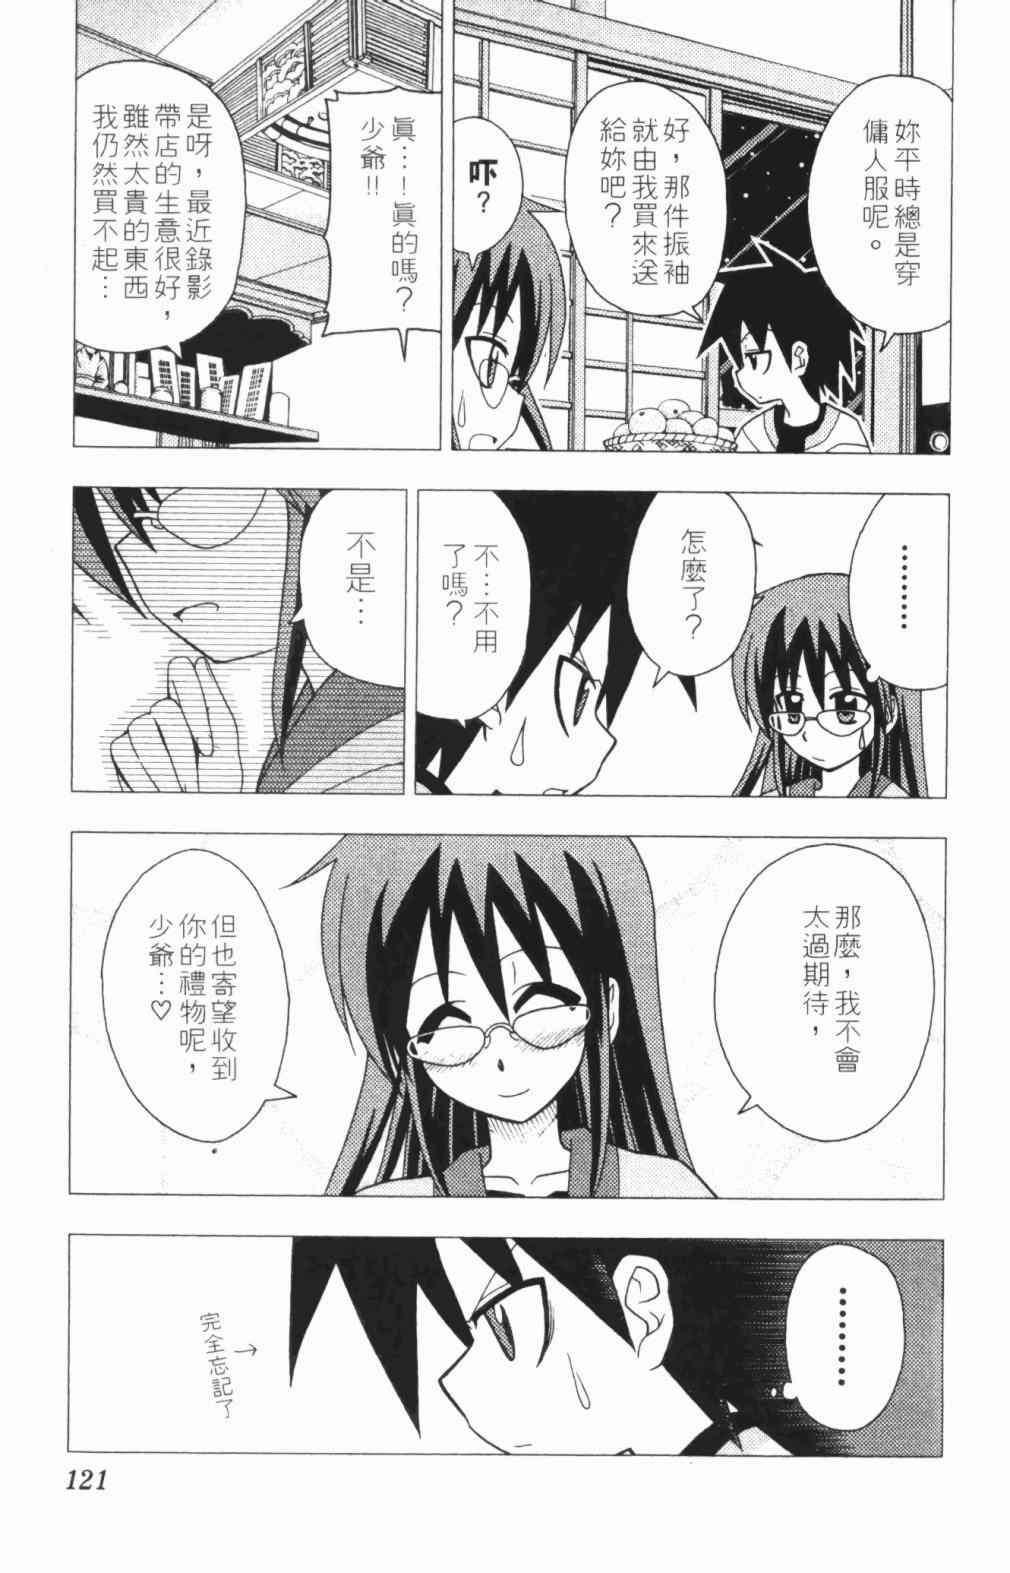 妳平時總是穿
傭人服呢。
好，那件振袖
就由我買來送
給妳吧？
吓？
眞…！眞的嗎？
少爺!!
是呀，最近錄影
帶店的生意很好，
雖然太貴的東西
我仍然買不起…
………
怎麼了？
不…不用
了嗎？
不是…
那麼，我不會
太過期待，
但也寄望收到
你的禮物呢，
少爺…♡
………
完全忘記了
121